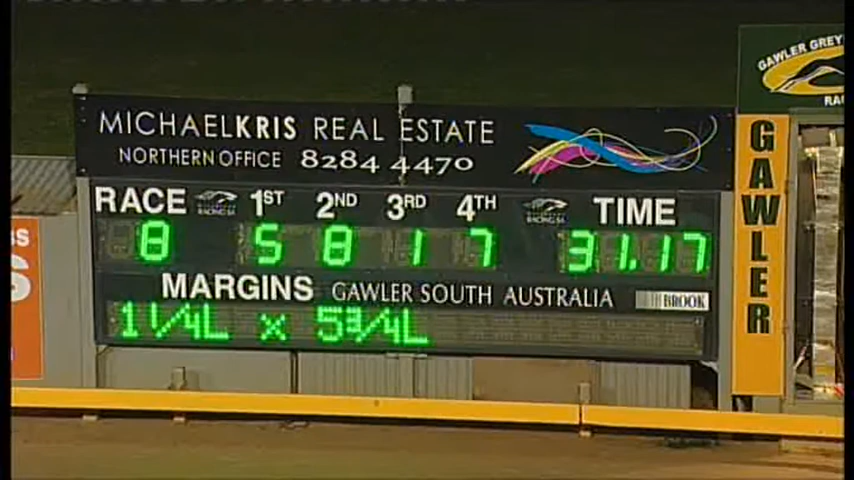 MICHAELKRIS REAL ESTATE
NORTHERN OFFICE 8284 4470
GAWLER GREY
RAC
GAWLER
RACE 1ST 2ND 3RD 4TH TIME
8 5 8 1 7 31.17
MARGINS GAWLER SOUTH AUSTRALIA BROOK
1 1/4L x 5 3/4L